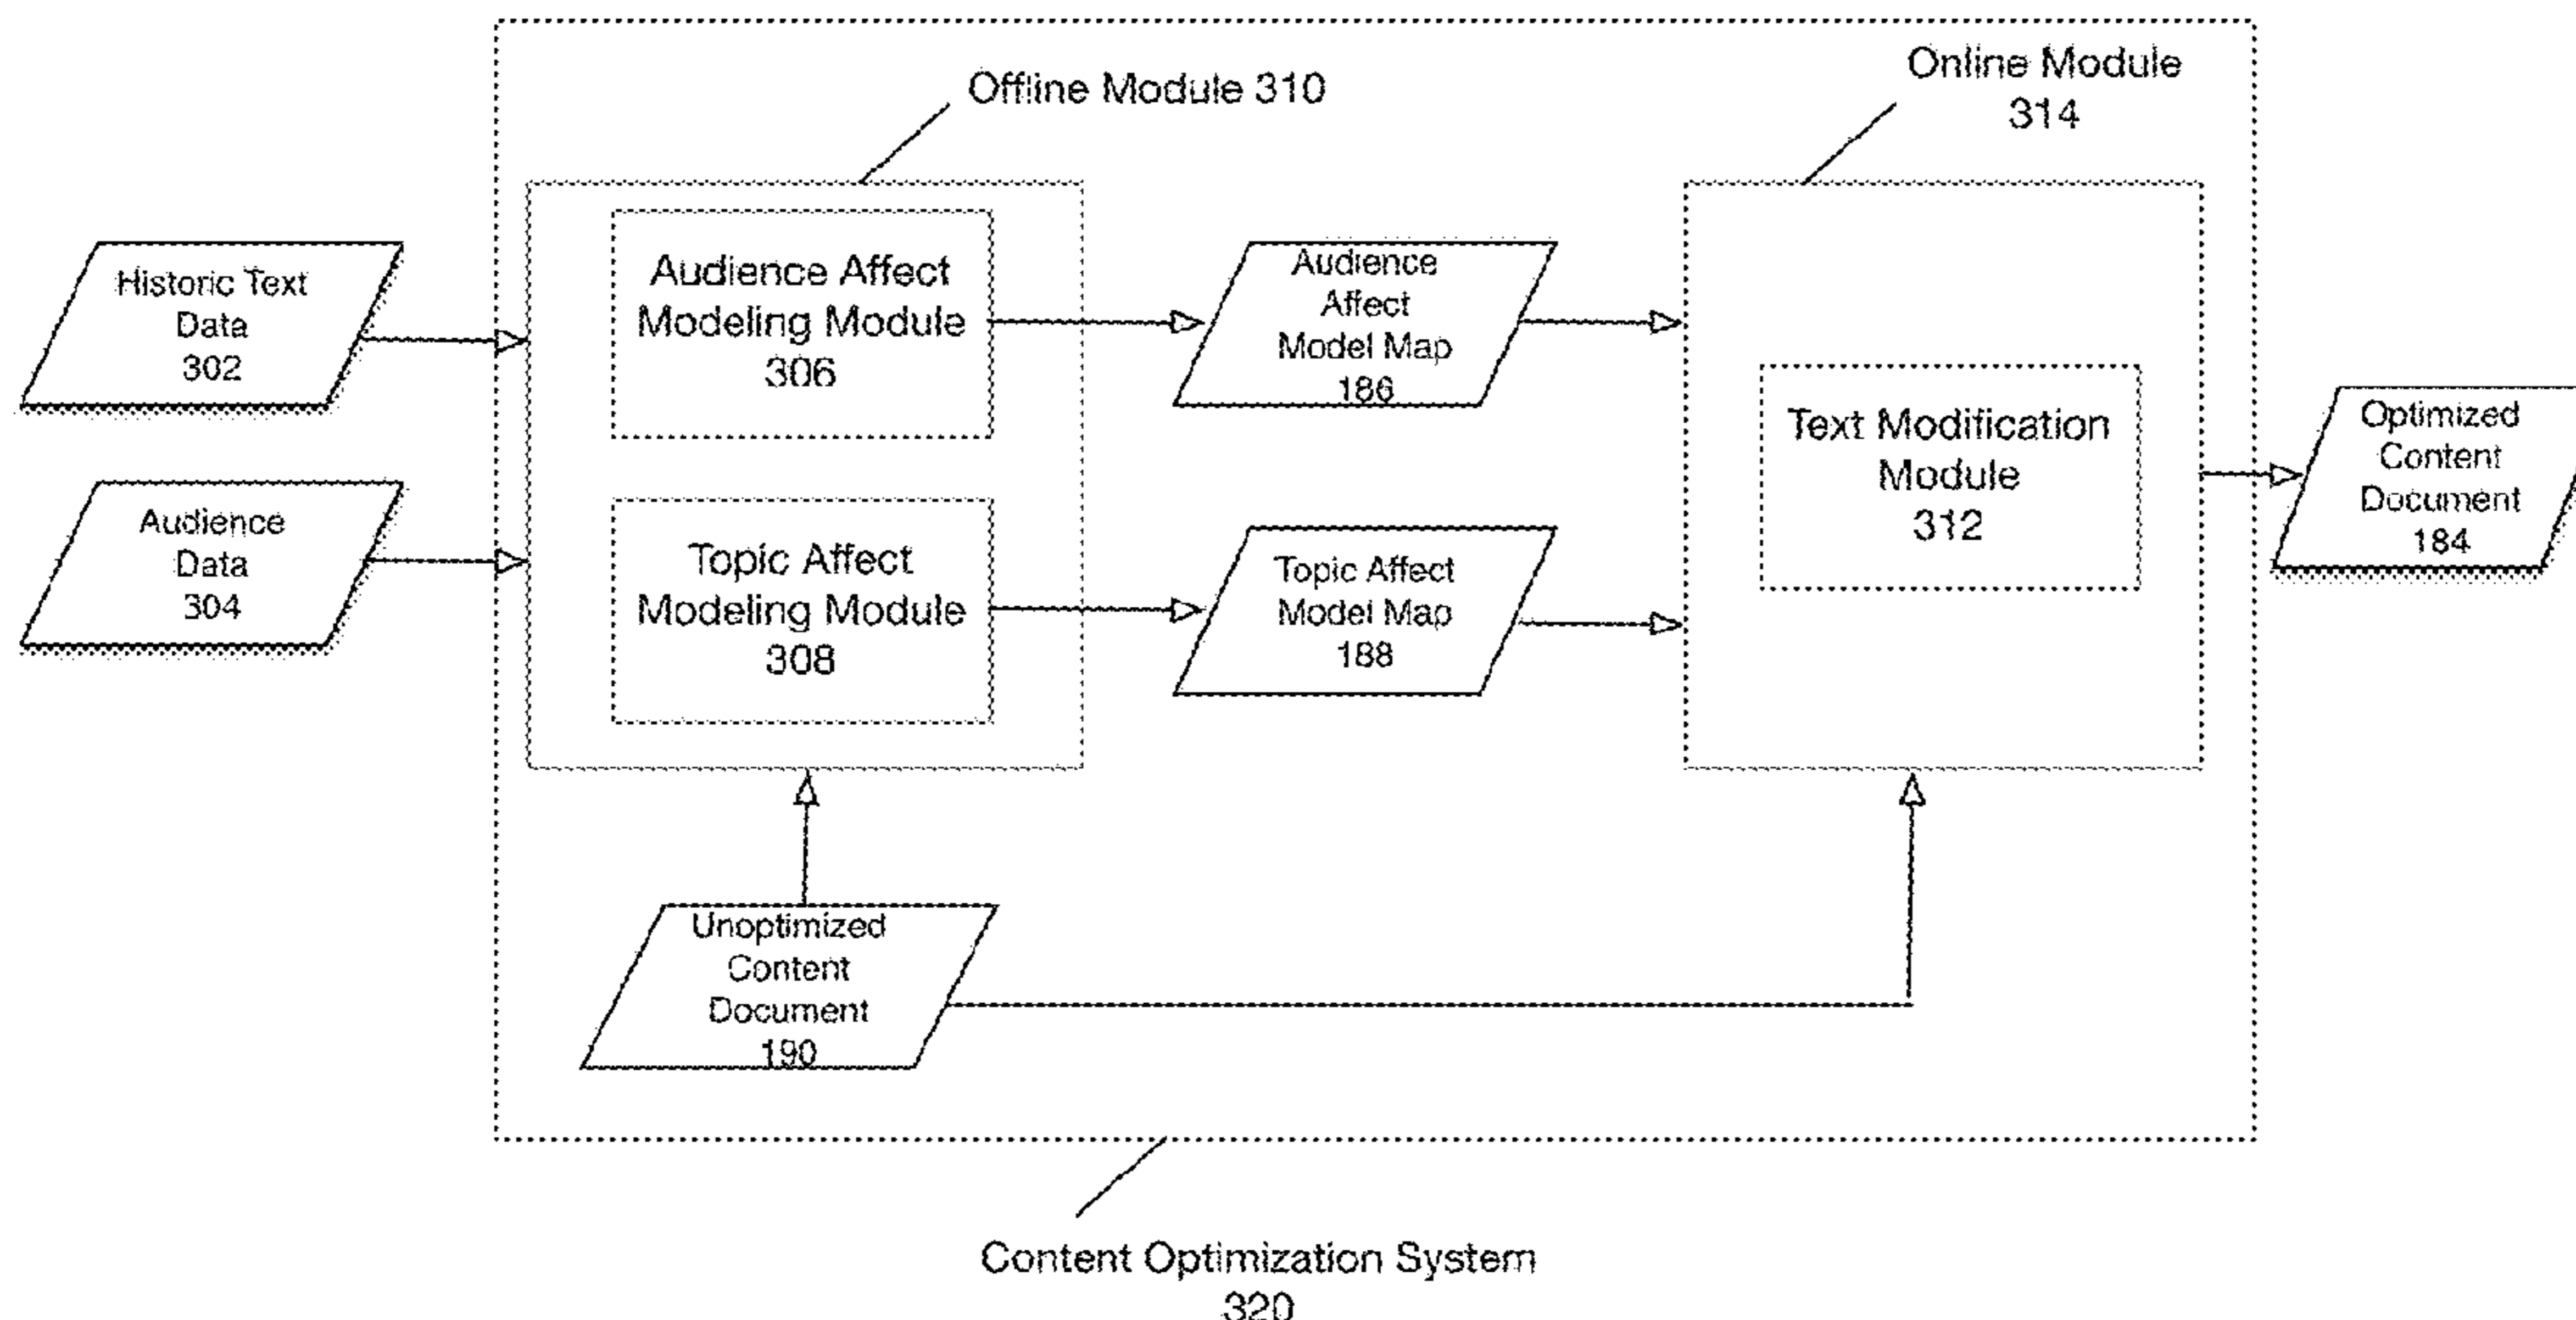 Offline Module 310
Online Module
314
Historic Text
Data
302
Audience
Data
304
Audience Affect
Modeling Module
306
Topic Affect
Modeling Module
308
Audience
Affect
Model Map
186
Topic Affect
Model Map
188
Text Modification
Module
312
Optimized
Content
Document
184
Unoptimized
Content
Document
190
Content Optimization System
320